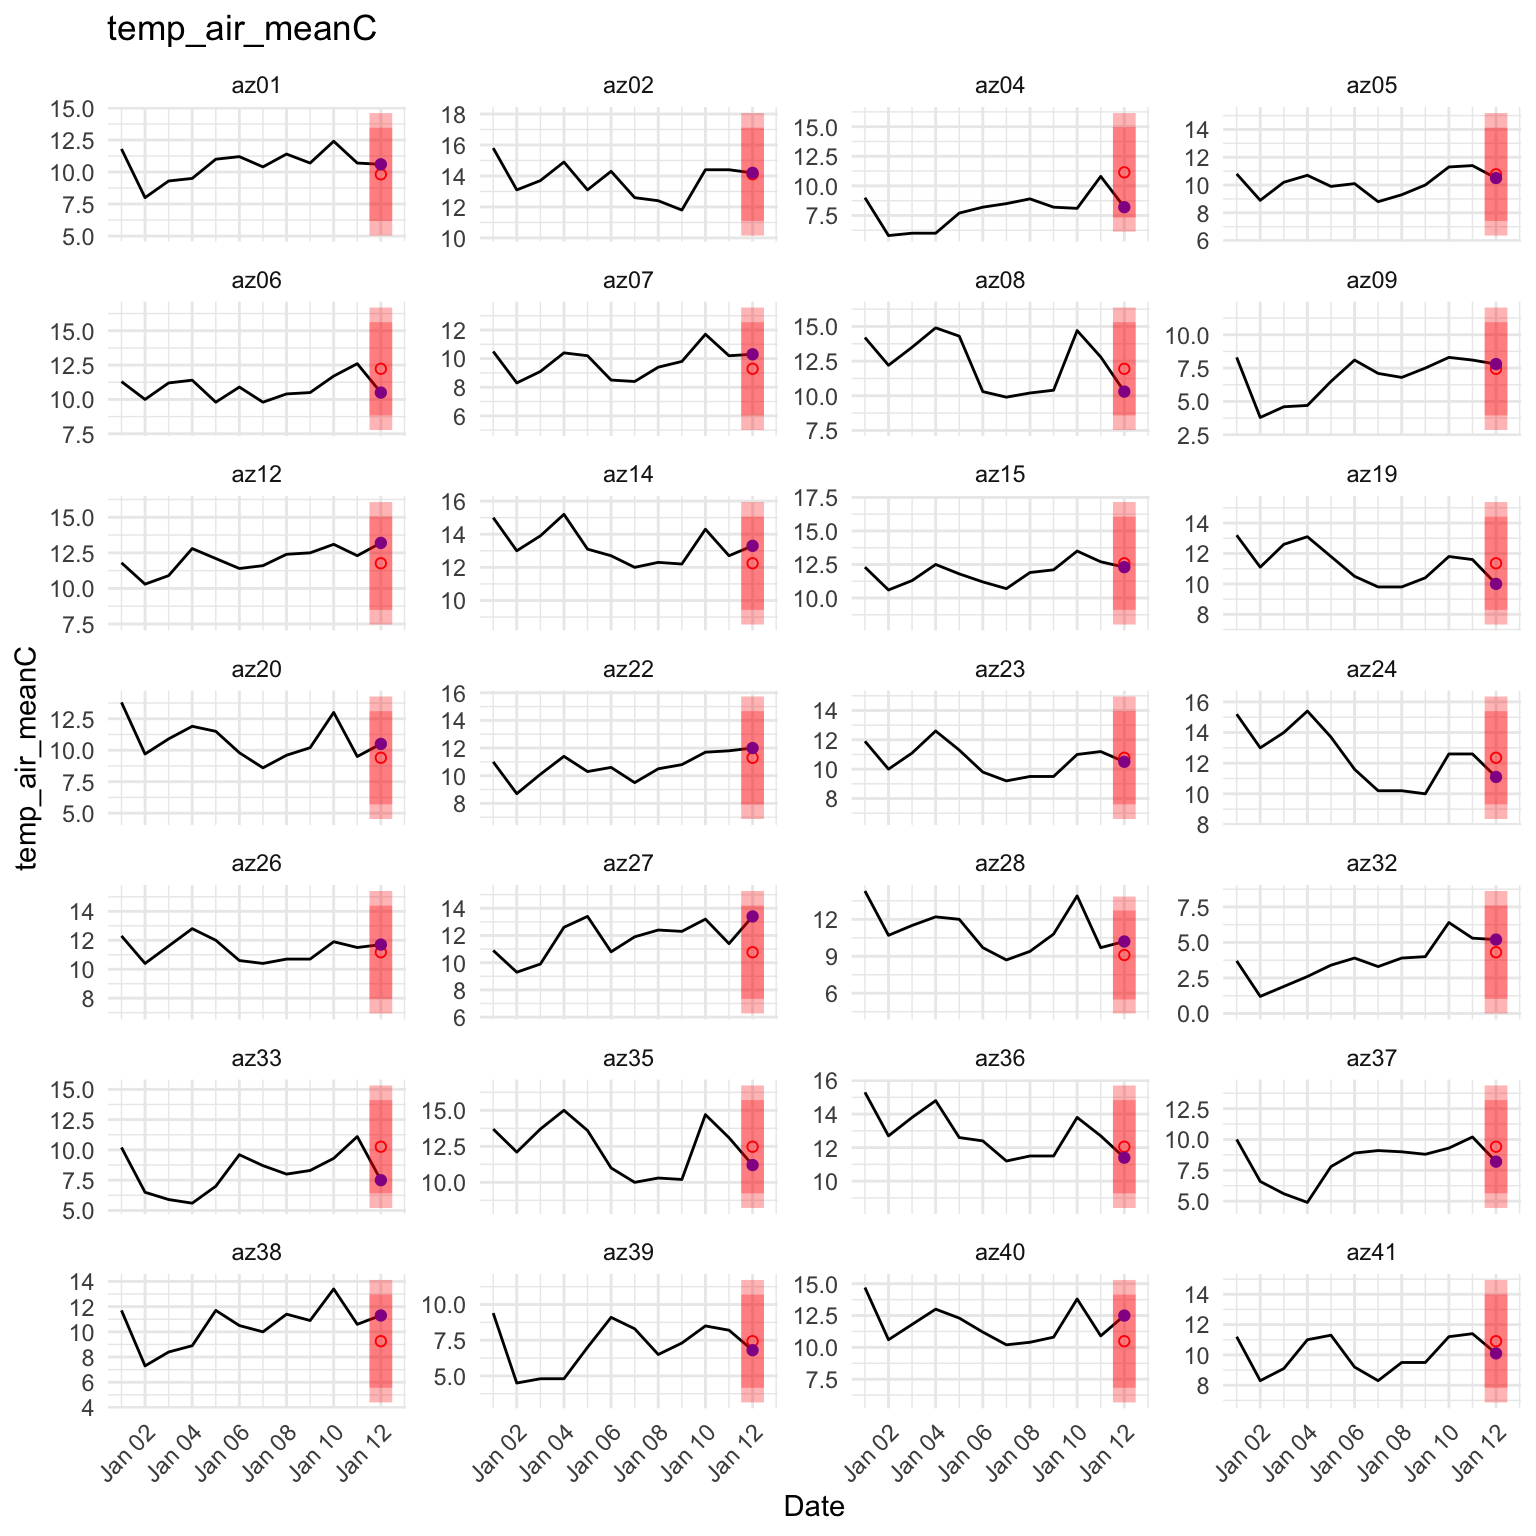 temp_air_meanC
az01 az02 az04 az05
15.0 12.5 10.0 7.5 5.0
18 16 14 12 10
15.0 12.5 10.0 7.5
14 12 10 8 6
az06 az07 az08 az09
15.0 12.5 10.0 7.5
12 10 8 6
15.0 12.5 10.0 7.5
10.0 7.5 5.0 2.5
az12 az14 az15 az19
15.0 12.5 10.0 7.5
16 14 12 10
17.5 15.0 12.5 10.0
14 12 10 8
temp_air_meanC
az20 az22 az23 az24
12.5 10.0 7.5 5.0
16 14 12 10 8
14 12 10 8
16 14 12 10 8
az26 az27 az28 az32
14 12 10 8
14 12 10 8 6
12 9 6
7.5 5.0 2.5 0.0
az33 az35 az36 az37
15.0 12.5 10.0 7.5 5.0
15.0 12.5 10.0
16 14 12 10
12.5 10.0 7.5 5.0
az38 az39 az40 az41
14 12 10 8 6 4
10.0 7.5 5.0
15.0 12.5 10.0 7.5
14 12 10 8
Jan 02 Jan 04 Jan 06 Jan 08 Jan 10 Jan 12
Jan 02 Jan 04 Jan 06 Jan 08 Jan 10 Jan 12
Jan 02 Jan 04 Jan 06 Jan 08 Jan 10 Jan 12
Jan 02 Jan 04 Jan 06 Jan 08 Jan 10 Jan 12
Date